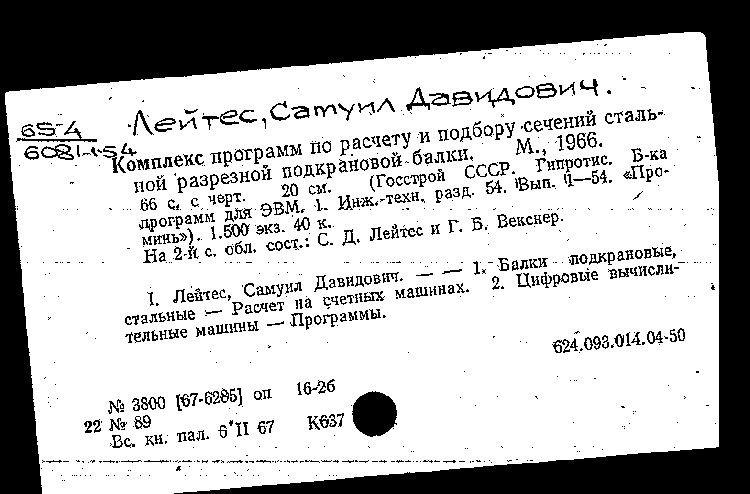 65-4
6081-1-54
Лейтес, Самуил Давидович.
Комплекс программ по расчету и подбору сечений сталь-
ной разрезной подкрановой балки. М., 1966.
66 с. с черт. 20 см. (Госстрой СССР. Гипротис. Б-ка
программ для ЭВМ. 1. Инж.-техн. разд. 54. Вып. 1—54. «Про-
минь»). 1.500 экз. 40 к.
На 2-й с. обл. сост.: С. Д. Лейтес и Г. Б. Векснер.
I. Лейтес, Самуил Давидович. — — 1. Балки подкрановые,
стальные — Расчет на счетных машинах. 2. Цифровые вычисли-
тельные машины — Программы.
624.093.014.04-50
№ 3800 [67-6285] оп 16-2б
22 № 89
Вс. кн. пал. 6 II 67 К637